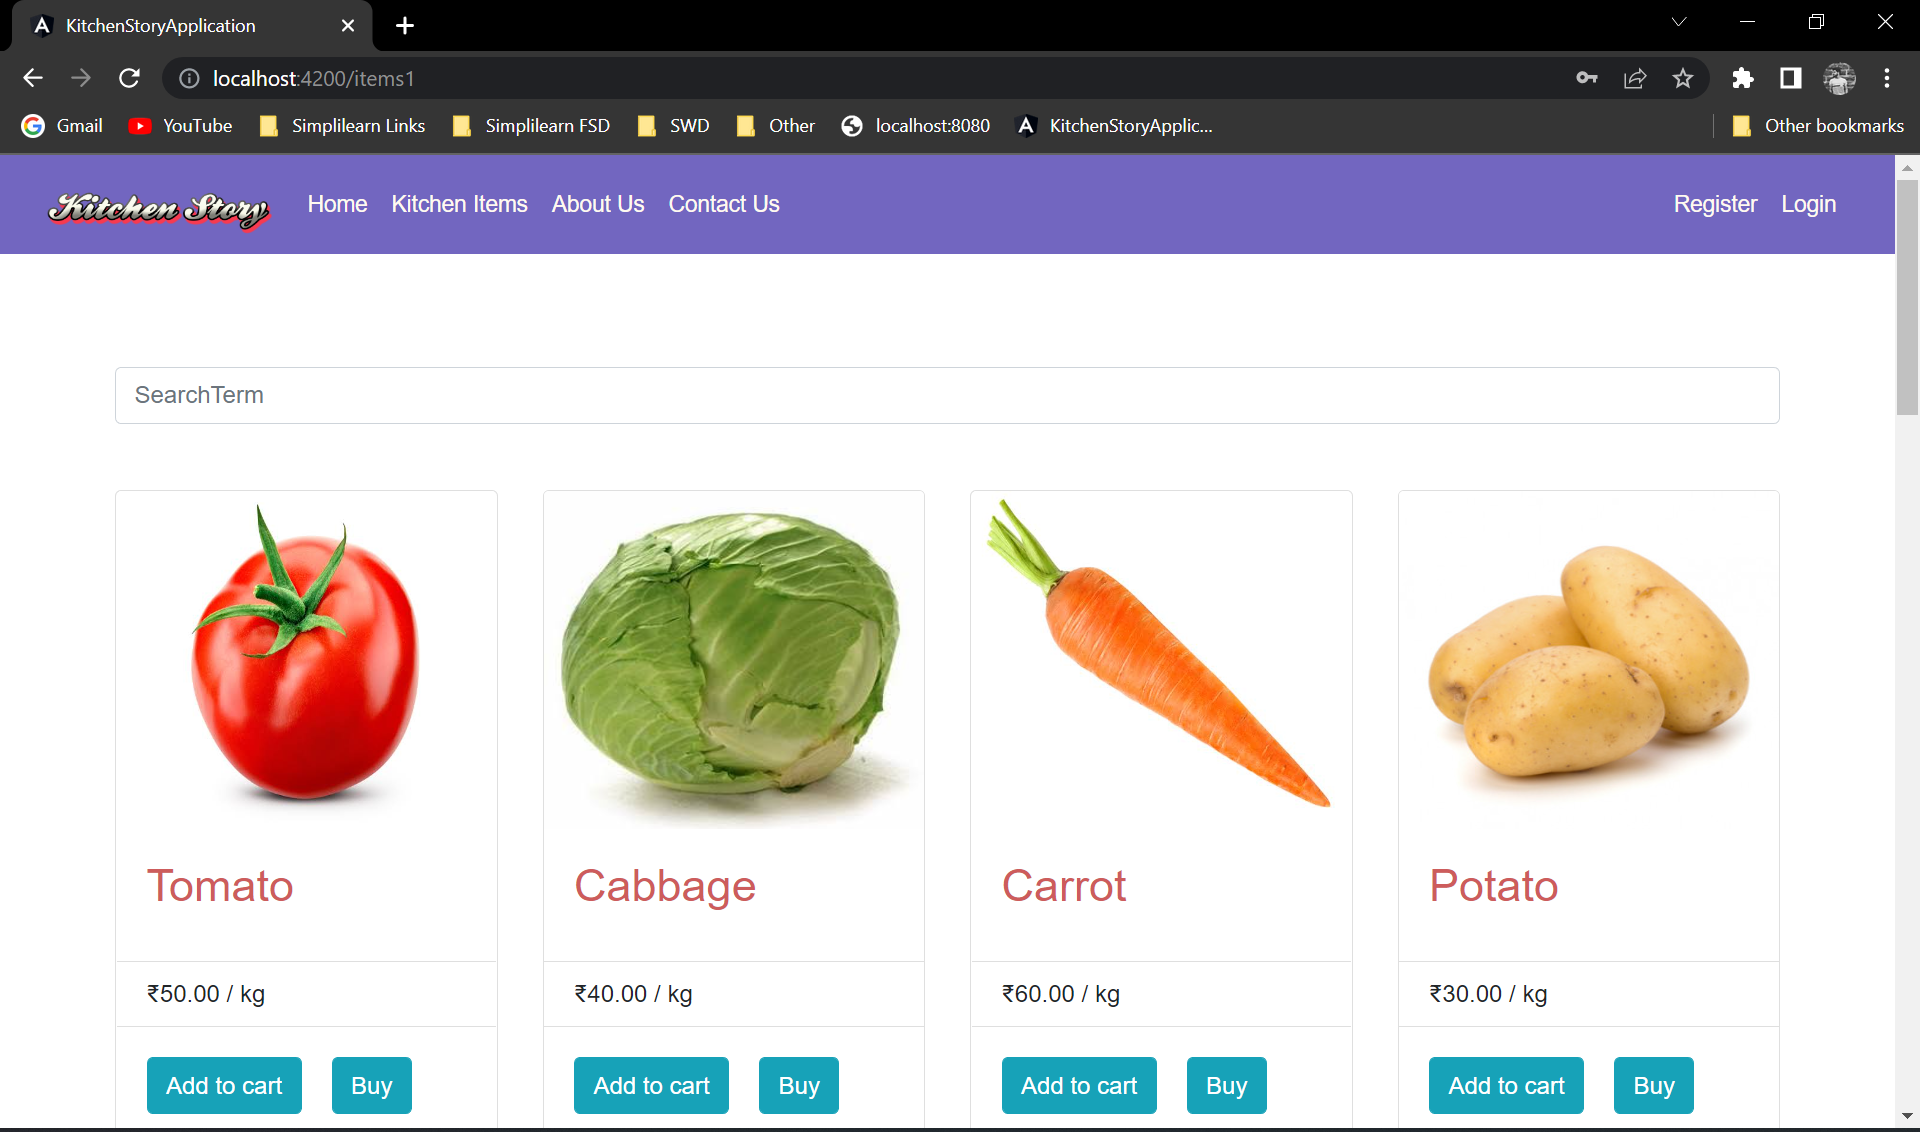 KitchenStoryApplication
localhost:4200/items1
Gmail YouTube Simplilearn Links Simplilearn FSD SWD Other localhost:8080 KitchenStoryApplic... Other bookmarks
Kitchen Story Home Kitchen Items About Us Contact Us Register Login
SearchTerm
Tomato Cabbage Carrot Potato
₹50.00 / kg ₹40.00 / kg ₹60.00 / kg ₹30.00 / kg
Add to cart Buy Add to cart Buy Add to cart Buy Add to cart Buy